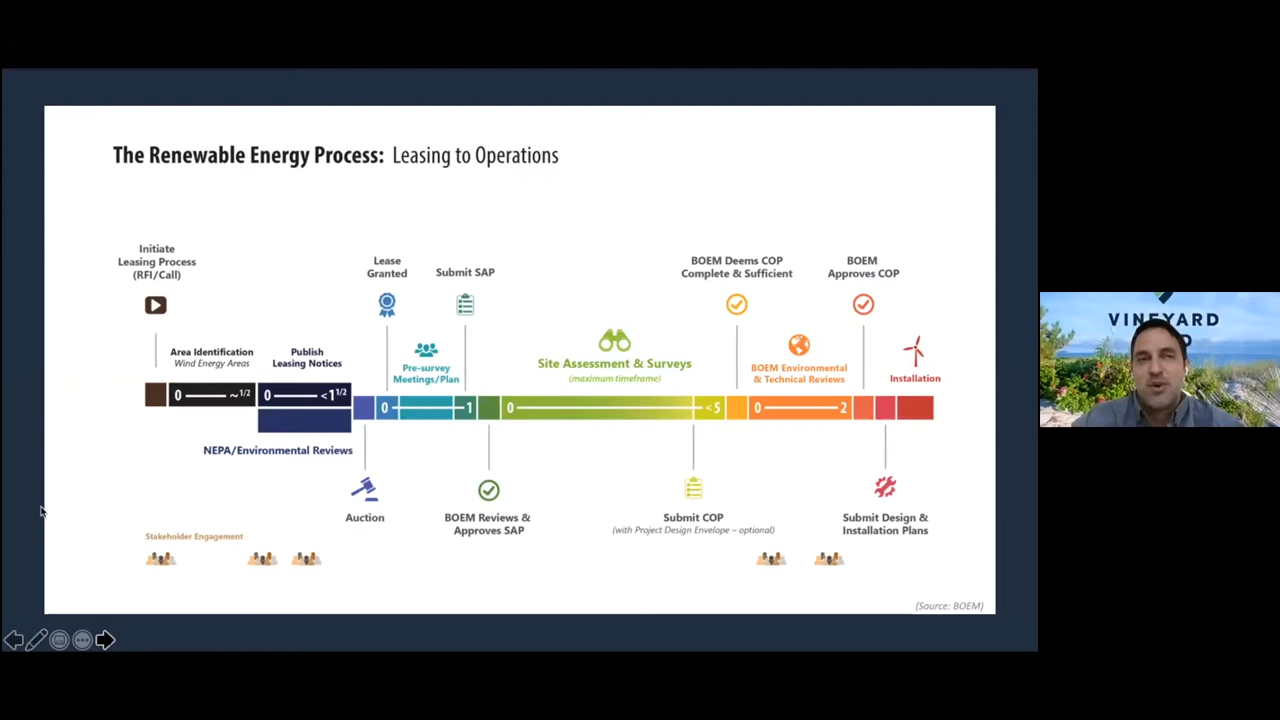 The Renewable Energy Process: Leasing to Operations
Initiate
Leasing Process
(RFI/Call)
Lease
Granted
Submit SAP
BOEM Deems COP
Complete & Sufficient
BOEM
Approves COP
Area Identification
Wind Energy Areas
Publish
Leasing Notices
Pre-survey
Meetings/Plan
Site Assessment & Surveys
(maximum timeframe)
BOEM Environmental
& Technical Reviews
Installation
0 ~1/2
0 <1 1/2
0 1
0 <5
0 2
NEPA/Environmental Reviews
Auction
BOEM Reviews &
Approves SAP
Submit COP
(with Project Design Envelope – optional)
Submit Design &
Installation Plans
Stakeholder Engagement
(Source: BOEM)
VINEYARD